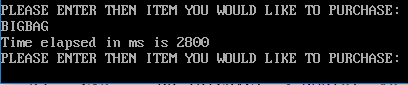 PLEASE ENTER THEN ITEM YOU WOULD LIKE TO PURCHASE:
BIGBAG
Time elapsed in ms is 2800
PLEASE ENTER THEN ITEM YOU WOULD LIKE TO PURCHASE: